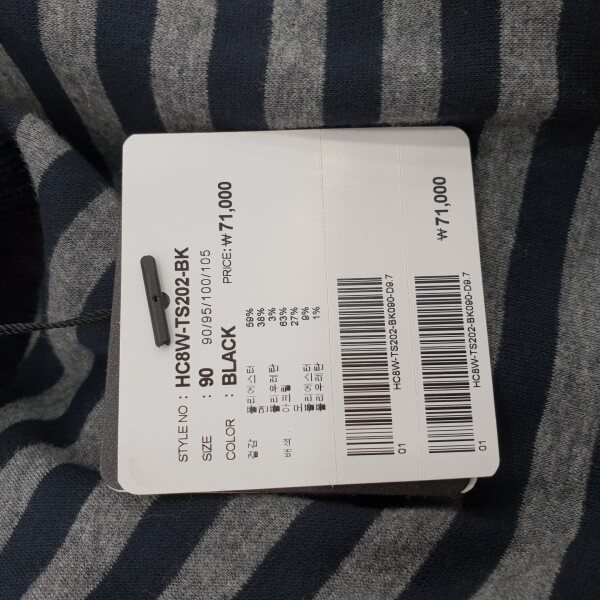 STYLE NO : HC8W-TS202-BK
SIZE : 90 90/95/100/105
COLOR : BLACK PRICE: ₩ 71,000
겉감 폴리에스터 59%
면 38%
폴리우레탄 3%
배색 아크릴 63%
모 27%
폴리에스터 9%
폴리우레탄 1%
HC8W-TS202-BK090-D9.7
01
₩ 71,000
HC8W-TS202-BK090-D9.7
01